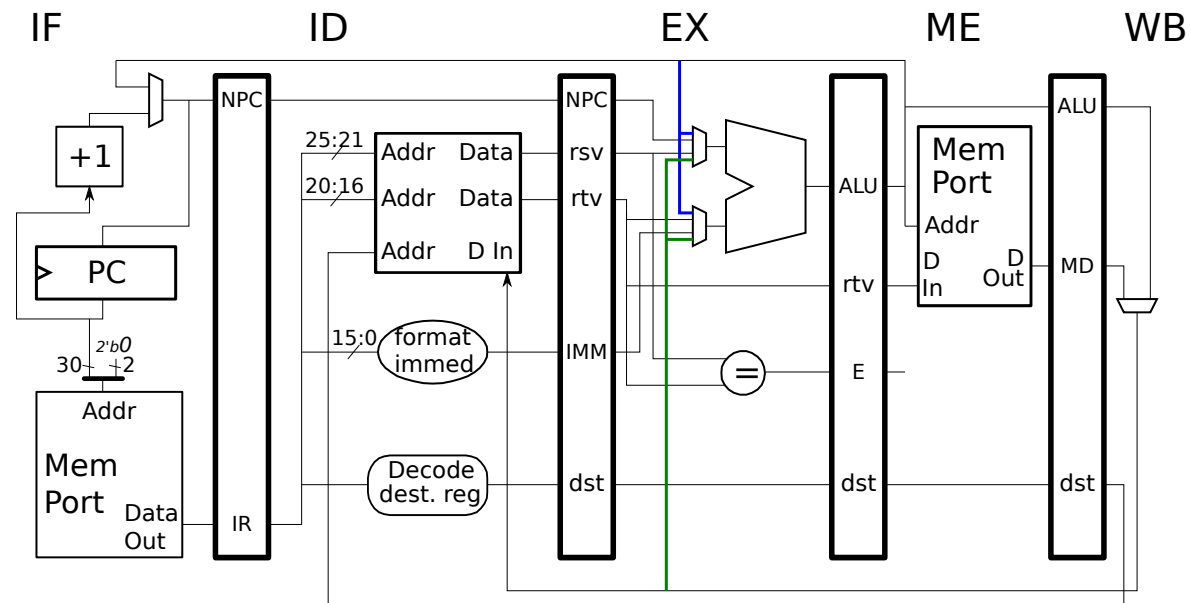 IF ID EX ME WB
NPC
+1
PC
2'b0
30 2
Addr
Mem
Port
Data
Out
IR
25:21
Addr Data
20:16
Addr Data
Addr D In
15:0
format
immed
Decode
dest. reg
NPC
rsv
rtv
IMM
dst
=
ALU
rtv
E
dst
Mem
Port
Addr
D
In
D
Out
ALU
MD
dst